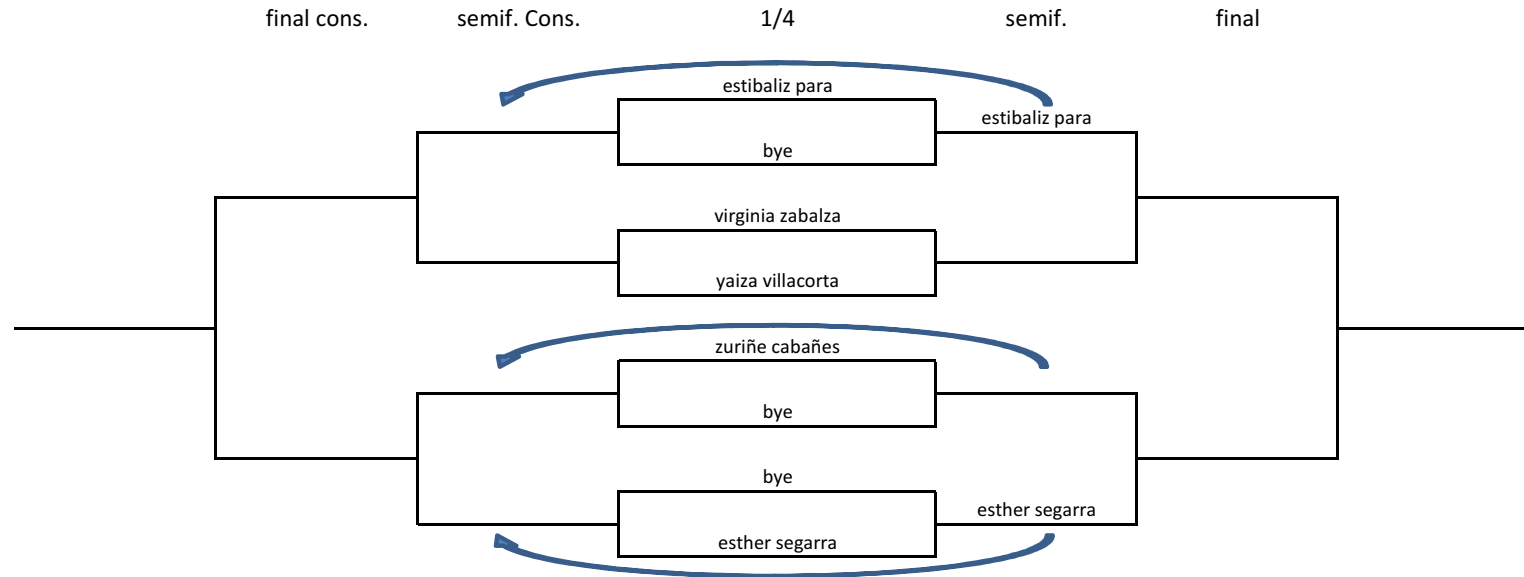 final cons. semif. Cons. 1/4 semif. final
estibaliz para
estibaliz para
bye
virginia zabalza
yaiza villacorta
zuriñe cabañes
bye
bye
esther segarra
esther segarra